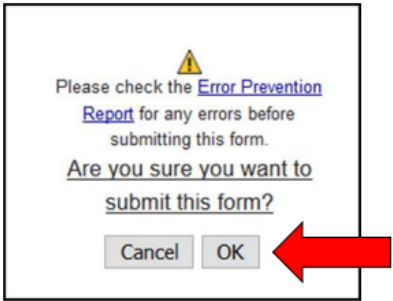 Please check the Error Prevention
Report for any errors before
submitting this form.
Are you sure you want to
submit this form?
Cancel OK